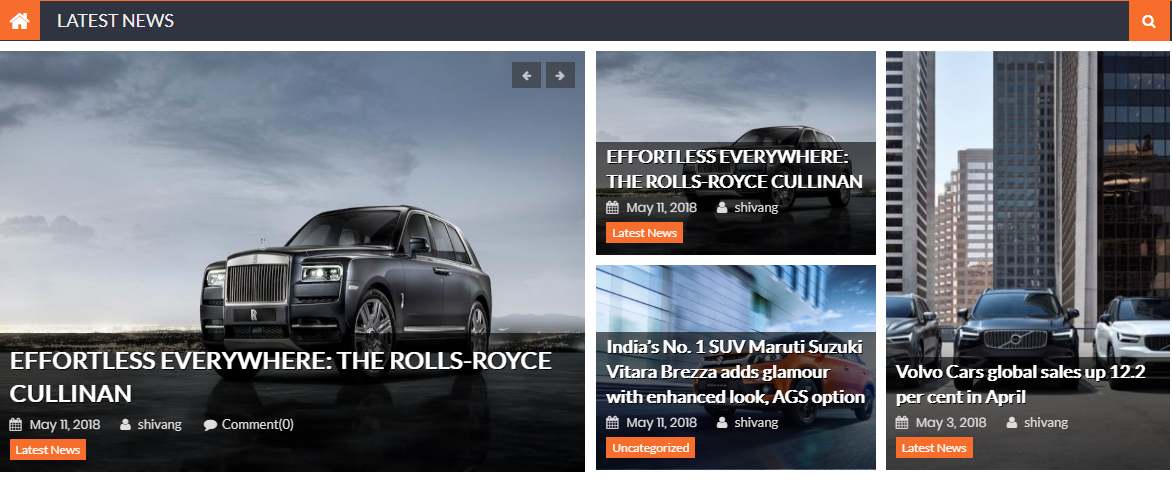 LATEST NEWS
EFFORTLESS EVERYWHERE: THE ROLLS-ROYCE
CULLINAN
May 11, 2018 shivang Comment(0)
Latest News
EFFORTLESS EVERYWHERE:
THE ROLLS-ROYCE CULLINAN
May 11, 2018 shivang
Latest News
India’s No. 1 SUV Maruti Suzuki
Vitara Brezza adds glamour
with enhanced look, AGS option
May 11, 2018 shivang
Uncategorized
Volvo Cars global sales up 12.2
per cent in April
May 3, 2018 shivang
Latest News